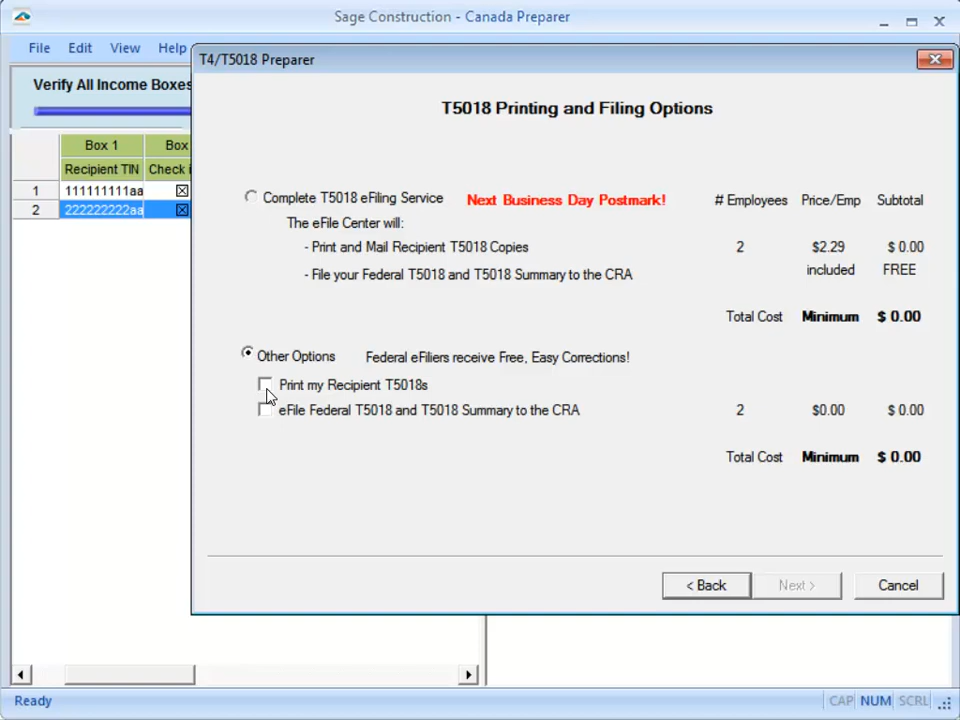 Sage Construction - Canada Preparer
File Edit View Help
T4/T5018 Preparer
Verify All Income Boxes
T5018 Printing and Filing Options
Box 1 Box
Recipient TIN Check i
1 111111111aa
2 222222222aa
Complete T5018 eFiling Service Next Business Day Postmark! # Employees Price/Emp Subtotal
The eFile Center will:
- Print and Mail Recipient T5018 Copies 2 $2.29 $ 0.00
- File your Federal T5018 and T5018 Summary to the CRA included FREE
Total Cost Minimum $ 0.00
Other Options Federal eFiliers receive Free, Easy Corrections!
Print my Recipient T5018s
eFile Federal T5018 and T5018 Summary to the CRA 2 $0.00 $ 0.00
Total Cost Minimum $ 0.00
< Back Next > Cancel
Ready CAP NUM SCRL